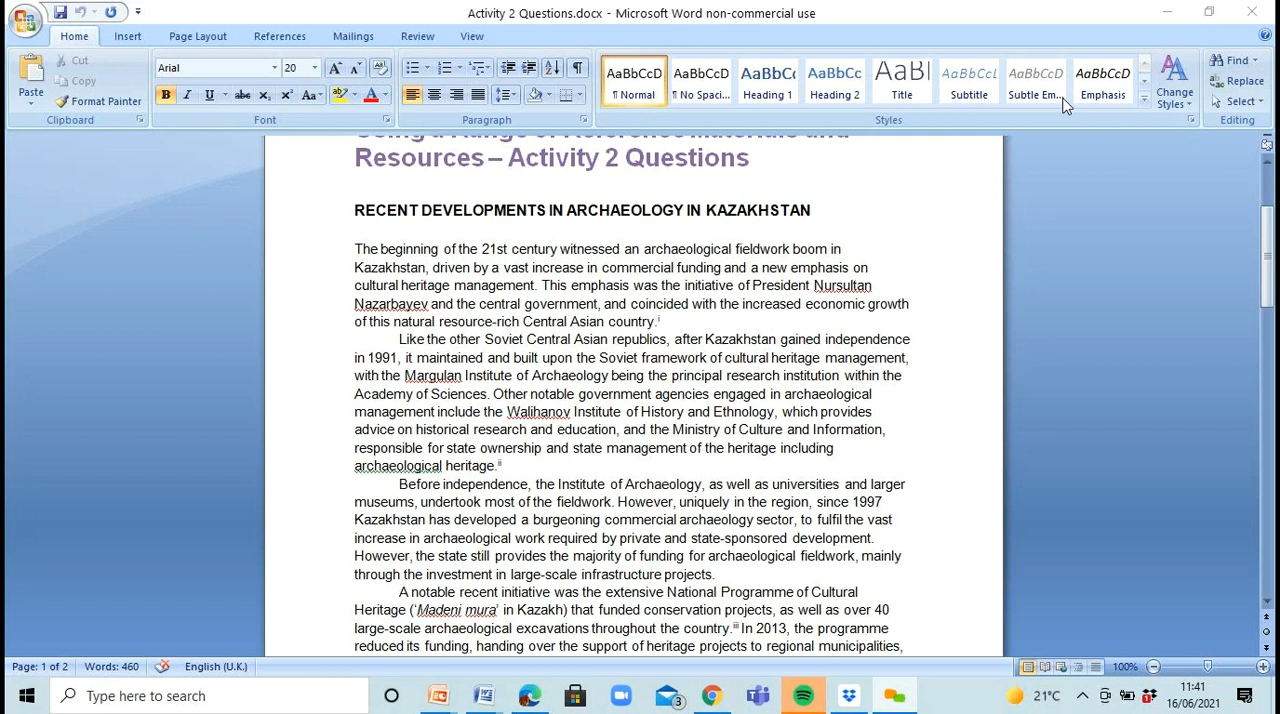 Activity 2 Questions.docx - Microsoft Word non-commercial use
Home Insert Page Layout References Mailings Review View
Paste
Cut
Copy
Format Painter
Clipboard
Arial 20
Font
Paragraph
AaBbCcD AaBbCcD AaBbCc AaBbCc AaBl AaBbCcL AaBbCcD AaBbCcD
¶ Normal ¶ No Spaci... Heading 1 Heading 2 Title Subtitle Subtle Em... Emphasis
Styles
Change
Styles
Find
Replace
Select
Editing
Using a Range of Reference Materials and
Resources – Activity 2 Questions
RECENT DEVELOPMENTS IN ARCHAEOLOGY IN KAZAKHSTAN
The beginning of the 21st century witnessed an archaeological fieldwork boom in
Kazakhstan, driven by a vast increase in commercial funding and a new emphasis on
cultural heritage management. This emphasis was the initiative of President Nursultan
Nazarbayev and the central government, and coincided with the increased economic growth
of this natural resource-rich Central Asian country.i
Like the other Soviet Central Asian republics, after Kazakhstan gained independence
in 1991, it maintained and built upon the Soviet framework of cultural heritage management,
with the Margulan Institute of Archaeology being the principal research institution within the
Academy of Sciences. Other notable government agencies engaged in archaeological
management include the Walihanov Institute of History and Ethnology, which provides
advice on historical research and education, and the Ministry of Culture and Information,
responsible for state ownership and state management of the heritage including
archaeological heritage.ii
Before independence, the Institute of Archaeology, as well as universities and larger
museums, undertook most of the fieldwork. However, uniquely in the region, since 1997
Kazakhstan has developed a burgeoning commercial archaeology sector, to fulfil the vast
increase in archaeological work required by private and state-sponsored development.
However, the state still provides the majority of funding for archaeological fieldwork, mainly
through the investment in large-scale infrastructure projects.
A notable recent initiative was the extensive National Programme of Cultural
Heritage (‘Madeni mura’ in Kazakh) that funded conservation projects, as well as over 40
large-scale archaeological excavations throughout the country.iii In 2013, the programme
reduced its funding, handing over the support of heritage projects to regional municipalities,
Page: 1 of 2 Words: 460 English (U.K.) 100%
Type here to search 3 21°C 11:41
16/06/2021